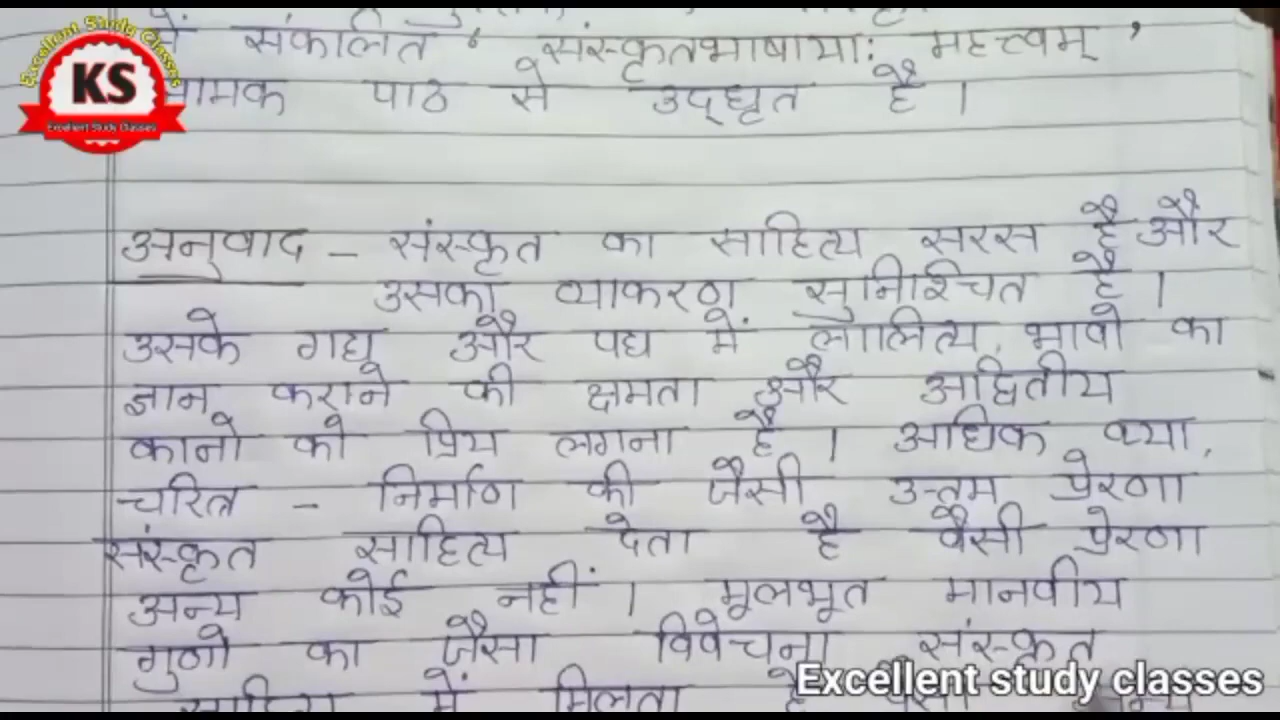 Excellent Study Classes
KS
Excellent Study Classes
में संकलित ' संस्कृतभाषायाः महत्त्वम् '
नामक पाठ से उद्घृत है ।
अनुवाद - संस्कृत का साहित्य सरस है और
उसका व्याकरण सुनिश्चित है ।
उसके गद्य और पद्य में लालित्य, भावो का
ज्ञान कराने की क्षमता और अद्वितीय
कानो को प्रिय लगना है । अधिक क्या,
चरित्र - निर्माण की जैसी उत्तम प्रेरणा
संस्कृत साहित्य देता है वैसी प्रेरणा
अन्य कोई नहीं । मूलभूत मानवीय
गुणो का जैसा विवेचना संस्कृत
साहित्य में मिलता है वैसी अन्य
Excellent study classes